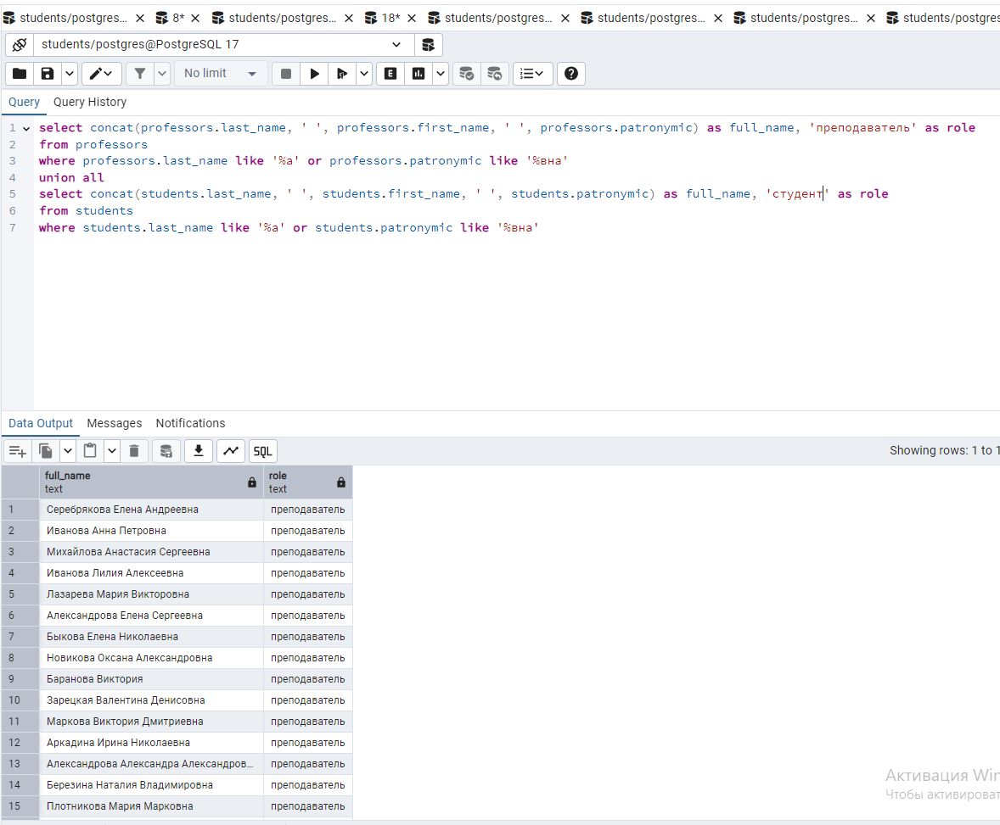 students/postgres... 8* students/postgres... 18* students/postgres... students/postgres... students/postgres... students/postgres
students/postgres@PostgreSQL 17
No limit E
Query Query History
1 select concat(professors.last_name, ' ', professors.first_name, ' ', professors.patronymic) as full_name, 'преподаватель' as role
2 from professors
3 where professors.last_name like '%а' or professors.patronymic like '%вна'
4 union all
5 select concat(students.last_name, ' ', students.first_name, ' ', students.patronymic) as full_name, 'студент' as role
6 from students
7 where students.last_name like '%а' or students.patronymic like '%вна'
Data Output Messages Notifications
SQL Showing rows: 1 to 1
full_name role
text text
1 Серебрякова Елена Андреевна преподаватель
2 Иванова Анна Петровна преподаватель
3 Михайлова Анастасия Сергеевна преподаватель
4 Иванова Лилия Алексеевна преподаватель
5 Лазарева Мария Викторовна преподаватель
6 Александрова Елена Сергеевна преподаватель
7 Быкова Елена Николаевна преподаватель
8 Новикова Оксана Александровна преподаватель
9 Баранова Виктория преподаватель
10 Зарецкая Валентина Денисовна преподаватель
11 Маркова Виктория Дмитриевна преподаватель
12 Аркадина Ирина Николаевна преподаватель
13 Александрова Александра Александров... преподаватель
14 Березина Наталия Владимировна преподаватель
15 Плотникова Мария Марковна преподаватель
Активация Win
Чтобы активироват